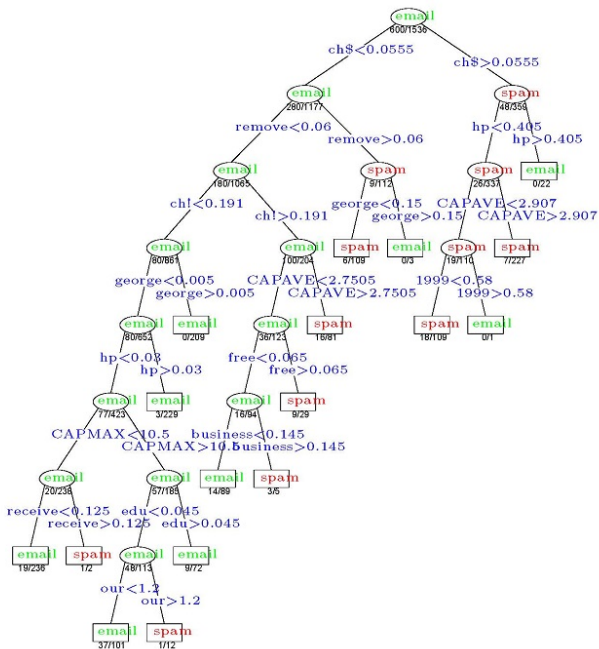 email
600/1536
ch$<0.0555
ch$>0.0555
email
280/1177
spam
48/359
remove<0.06
remove>0.06
hp<0.405
hp>0.405
email
180/1065
spam
9/112
spam
26/337
email
0/22
ch!<0.191
ch!>0.191
george<0.15
george>0.15
CAPAVE<2.907
CAPAVE>2.907
email
80/861
email
100/204
spam
6/109
email
0/3
spam
19/110
spam
7/227
george<0.005
george>0.005
CAPAVE<2.7505
CAPAVE>2.7505
1999<0.58
1999>0.58
email
80/652
email
0/209
email
36/123
spam
16/81
spam
18/109
email
0/1
hp<0.03
hp>0.03
free<0.065
free>0.065
email
77/423
email
3/229
email
16/94
spam
9/29
CAPMAX<10.5
CAPMAX>10.5
business<0.145
business>0.145
email
20/238
email
57/185
email
14/89
spam
3/5
receive<0.125
receive>0.125
edu<0.045
edu>0.045
email
19/236
spam
1/2
email
48/113
email
9/72
our<1.2
our>1.2
email
37/101
spam
1/12